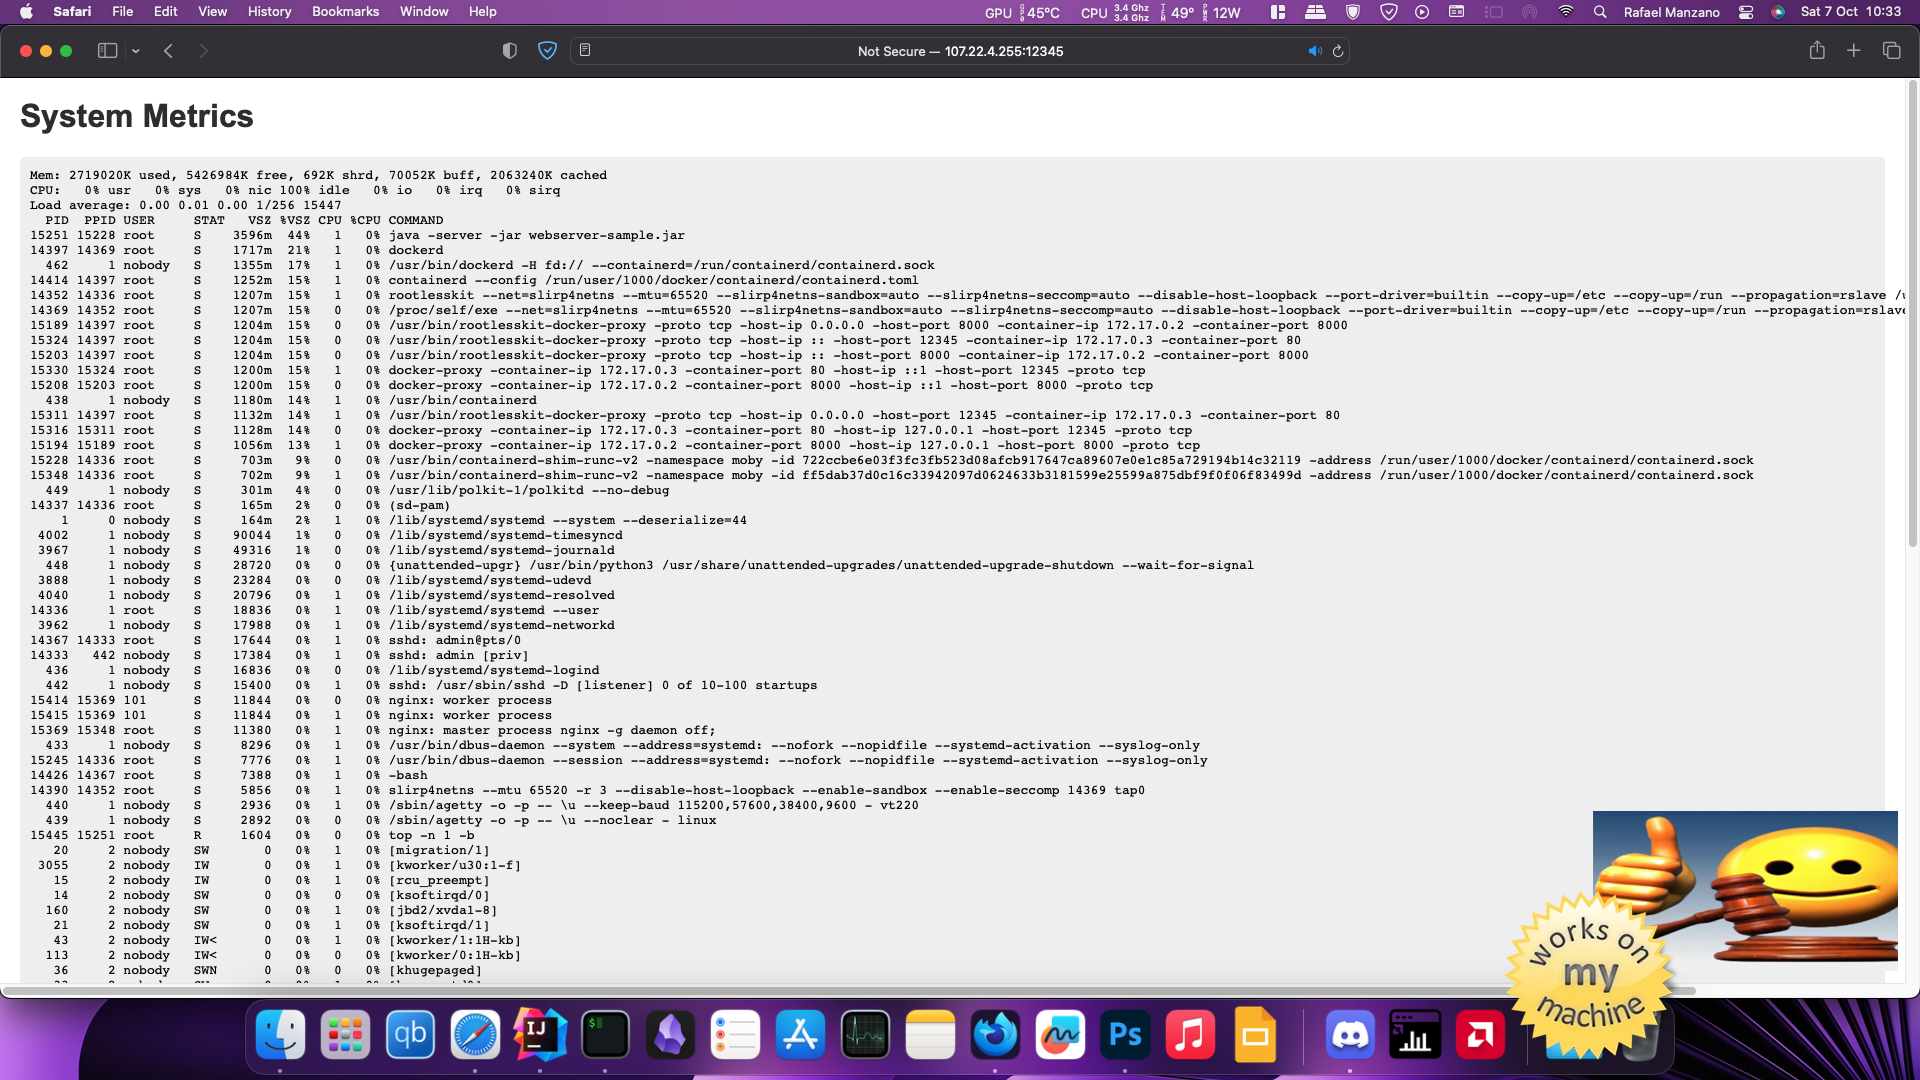 Safari File Edit View History Bookmarks Window Help GPU 45°C CPU 3.4 Ghz 3.4 Ghz 49° 12W Rafael Manzano Sat 7 Oct 10:33
Not Secure — 107.22.4.255:12345
System Metrics
Mem: 2719020K used, 5426984K free, 692K shrd, 70052K buff, 2063240K cached
CPU: 0% usr 0% sys 0% nic 100% idle 0% io 0% irq 0% sirq
Load average: 0.00 0.01 0.00 1/256 15447
PID PPID USER STAT VSZ %VSZ CPU %CPU COMMAND
15251 15228 root S 3596m 44% 1 0% java -server -jar webserver-sample.jar
14397 14369 root S 1717m 21% 1 0% dockerd
462 1 nobody S 1355m 17% 1 0% /usr/bin/dockerd -H fd:// --containerd=/run/containerd/containerd.sock
14414 14397 root S 1252m 15% 1 0% containerd --config /run/user/1000/docker/containerd/containerd.toml
14352 14336 root S 1207m 15% 1 0% rootlesskit --net=slirp4netns --mtu=65520 --slirp4netns-sandbox=auto --slirp4netns-seccomp=auto --disable-host-loopback --port-driver=builtin --copy-up=/etc --copy-up=/run --propagation=rslave /u
14369 14352 root S 1207m 15% 0 0% /proc/self/exe --net=slirp4netns --mtu=65520 --slirp4netns-sandbox=auto --slirp4netns-seccomp=auto --disable-host-loopback --port-driver=builtin --copy-up=/etc --copy-up=/run --propagation=rslave
15189 14397 root S 1204m 15% 0 0% /usr/bin/rootlesskit-docker-proxy -proto tcp -host-ip 0.0.0.0 -host-port 8000 -container-ip 172.17.0.2 -container-port 8000
15324 14397 root S 1204m 15% 0 0% /usr/bin/rootlesskit-docker-proxy -proto tcp -host-ip :: -host-port 12345 -container-ip 172.17.0.3 -container-port 80
15203 14397 root S 1204m 15% 0 0% /usr/bin/rootlesskit-docker-proxy -proto tcp -host-ip :: -host-port 8000 -container-ip 172.17.0.2 -container-port 8000
15330 15324 root S 1200m 15% 1 0% docker-proxy -container-ip 172.17.0.3 -container-port 80 -host-ip ::1 -host-port 12345 -proto tcp
15208 15203 root S 1200m 15% 0 0% docker-proxy -container-ip 172.17.0.2 -container-port 8000 -host-ip ::1 -host-port 8000 -proto tcp
438 1 nobody S 1180m 14% 1 0% /usr/bin/containerd
15311 14397 root S 1132m 14% 1 0% /usr/bin/rootlesskit-docker-proxy -proto tcp -host-ip 0.0.0.0 -host-port 12345 -container-ip 172.17.0.3 -container-port 80
15316 15311 root S 1128m 14% 0 0% docker-proxy -container-ip 172.17.0.3 -container-port 80 -host-ip 127.0.0.1 -host-port 12345 -proto tcp
15194 15189 root S 1056m 13% 1 0% docker-proxy -container-ip 172.17.0.2 -container-port 8000 -host-ip 127.0.0.1 -host-port 8000 -proto tcp
15228 14336 root S 703m 9% 0 0% /usr/bin/containerd-shim-runc-v2 -namespace moby -id 722ccbe6e03f3fc3fb523d08afcb917647ca89607e0e1c85a729194b14c32119 -address /run/user/1000/docker/containerd/containerd.sock
15348 14336 root S 702m 9% 1 0% /usr/bin/containerd-shim-runc-v2 -namespace moby -id ff5dab37d0c16c33942097d0624633b3181599e25599a875dbf9f0f06f83499d -address /run/user/1000/docker/containerd/containerd.sock
449 1 nobody S 301m 4% 0 0% /usr/lib/polkit-1/polkitd --no-debug
14337 14336 root S 165m 2% 0 0% (sd-pam)
1 0 nobody S 164m 2% 1 0% /lib/systemd/systemd --system --deserialize=44
4002 1 nobody S 90044 1% 0 0% /lib/systemd/systemd-timesyncd
3967 1 nobody S 49316 1% 0 0% /lib/systemd/systemd-journald
448 1 nobody S 28720 0% 0 0% {unattended-upgr} /usr/bin/python3 /usr/share/unattended-upgrades/unattended-upgrade-shutdown --wait-for-signal
3888 1 nobody S 23284 0% 0 0% /lib/systemd/systemd-udevd
4040 1 nobody S 20796 0% 1 0% /lib/systemd/systemd-resolved
14336 1 root S 18836 0% 1 0% /lib/systemd/systemd --user
3962 1 nobody S 17988 0% 1 0% /lib/systemd/systemd-networkd
14367 14333 root S 17644 0% 1 0% sshd: admin@pts/0
14333 442 nobody S 17384 0% 1 0% sshd: admin [priv]
436 1 nobody S 16836 0% 0 0% /lib/systemd/systemd-logind
442 1 nobody S 15400 0% 1 0% sshd: /usr/sbin/sshd -D [listener] 0 of 10-100 startups
15414 15369 101 S 11844 0% 0 0% nginx: worker process
15415 15369 101 S 11844 0% 1 0% nginx: worker process
15369 15348 root S 11380 0% 1 0% nginx: master process nginx -g daemon off;
433 1 nobody S 8296 0% 1 0% /usr/bin/dbus-daemon --system --address=systemd: --nofork --nopidfile --systemd-activation --syslog-only
15245 14336 root S 7776 0% 1 0% /usr/bin/dbus-daemon --session --address=systemd: --nofork --nopidfile --systemd-activation --syslog-only
14426 14367 root S 7388 0% 1 0% -bash
14390 14352 root S 5856 0% 1 0% slirp4netns --mtu 65520 -r 3 --disable-host-loopback --enable-sandbox --enable-seccomp 14369 tap0
440 1 nobody S 2936 0% 1 0% /sbin/agetty -o -p -- \u --keep-baud 115200,57600,38400,9600 - vt220
439 1 nobody S 2892 0% 0 0% /sbin/agetty -o -p -- \u --noclear - linux
15445 15251 root R 1604 0% 0 0% top -n 1 -b
20 2 nobody SW 0 0% 1 0% [migration/1]
3055 2 nobody IW 0 0% 1 0% [kworker/u30:1-f]
15 2 nobody IW 0 0% 1 0% [rcu_preempt]
14 2 nobody SW 0 0% 0 0% [ksoftirqd/0]
160 2 nobody SW 0 0% 1 0% [jbd2/xvda1-8]
21 2 nobody SW 0 0% 1 0% [ksoftirqd/1]
43 2 nobody IW< 0 0% 1 0% [kworker/1:1H-kb]
113 2 nobody IW< 0 0% 0 0% [kworker/0:1H-kb]
36 2 nobody SWN 0 0% 0 0% [khugepaged]
works on
my
machine
qb IJ $ Ps